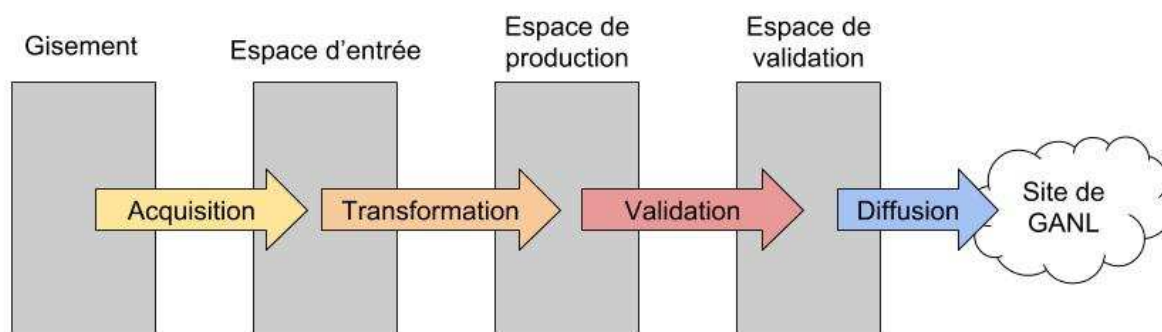 Gisement
Espace d'entrée
Espace de
production
Espace de
validation
Acquisition
Transformation
Validation
Diffusion
Site de
GANL